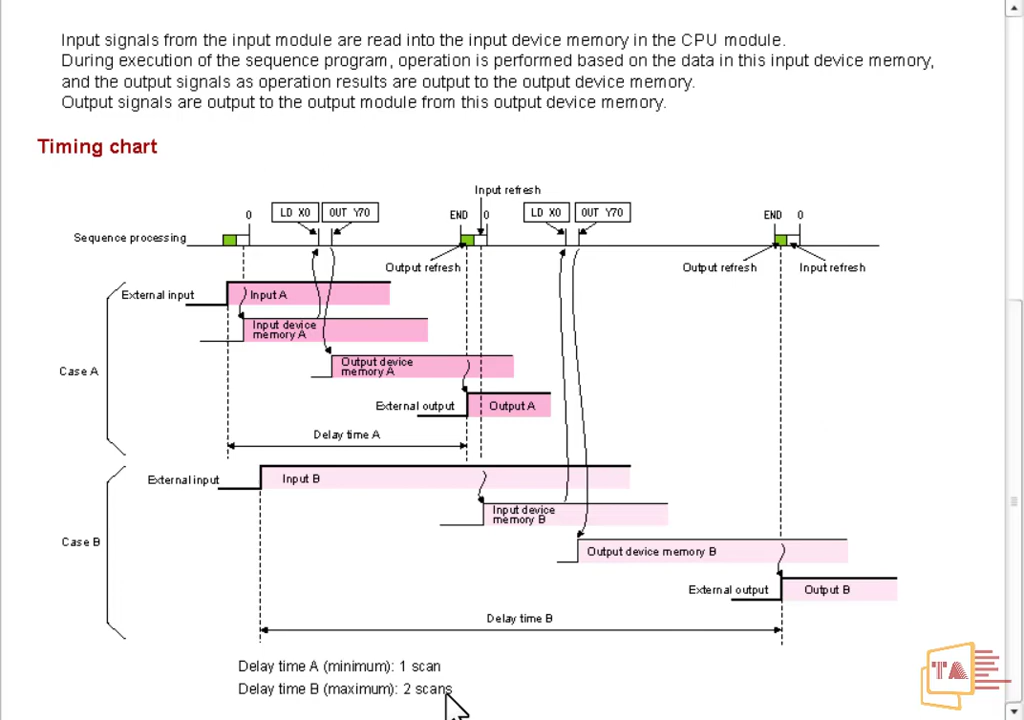 Input signals from the input module are read into the input device memory in the CPU module.
During execution of the sequence program, operation is performed based on the data in this input device memory,
and the output signals as operation results are output to the output device memory.
Output signals are output to the output module from this output device memory.
Timing chart
Input refresh
0 LD X0 OUT Y70 END 0 LD X0 OUT Y70 END 0
Sequence processing
Output refresh Output refresh Input refresh
External input Input A
Input device
memory A
Case A
Output device
memory A
External output Output A
Delay time A
External input Input B
Input device
memory B
Case B
Output device memory B
External output Output B
Delay time B
Delay time A (minimum): 1 scan
Delay time B (maximum): 2 scans
TA